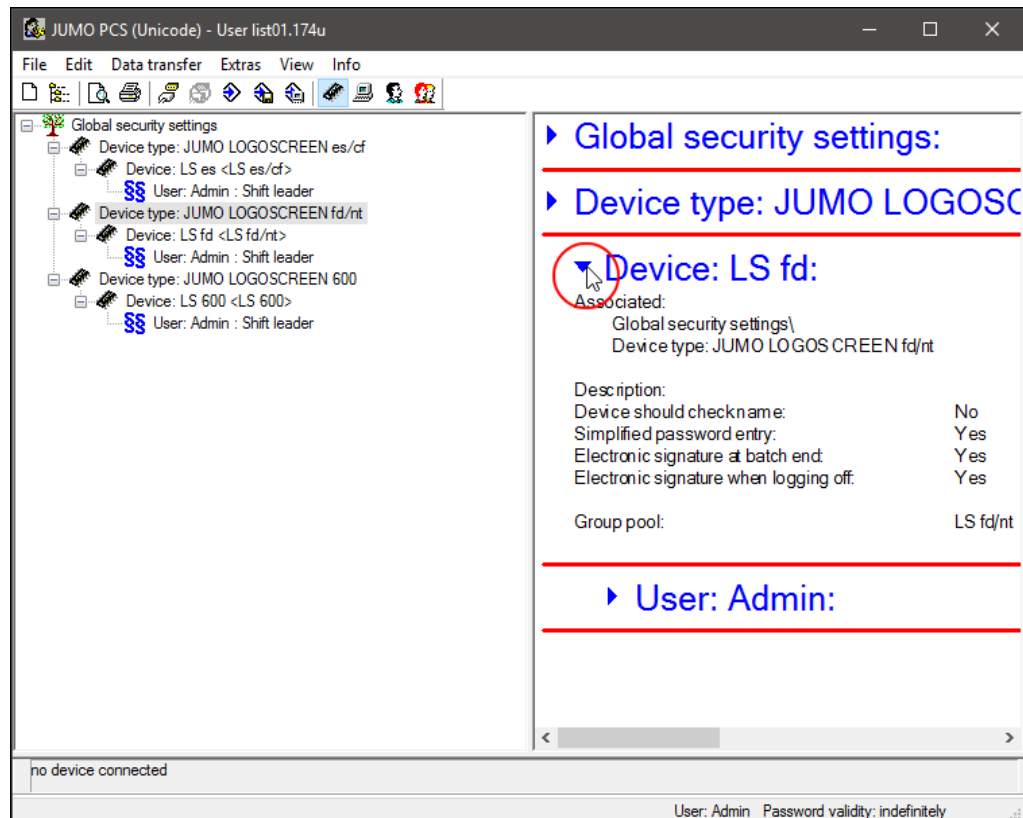 JUMO PCS (Unicode) - User list01.174u
File Edit Data transfer Extras View Info
Global security settings
Device type: JUMO LOGOSCREEN es/cf
Device: LS es <LS es/cf>
§§ User: Admin : Shift leader
Device type: JUMO LOGOSCREEN fd/nt
Device: LS fd <LS fd/nt>
§§ User: Admin : Shift leader
Device type: JUMO LOGOSCREEN 600
Device: LS 600 <LS 600>
§§ User: Admin : Shift leader
Global security settings:
Device type: JUMO LOGOSC
Device: LS fd:
Associated:
Global security settings\
Device type: JUMO LOGOSCREEN fd/nt
Description:
Device should check name: No
Simplified password entry: Yes
Electronic signature at batch end: Yes
Electronic signature when logging off: Yes
Group pool: LS fd/nt
User: Admin:
no device connected
User: Admin Password validity: indefinitely